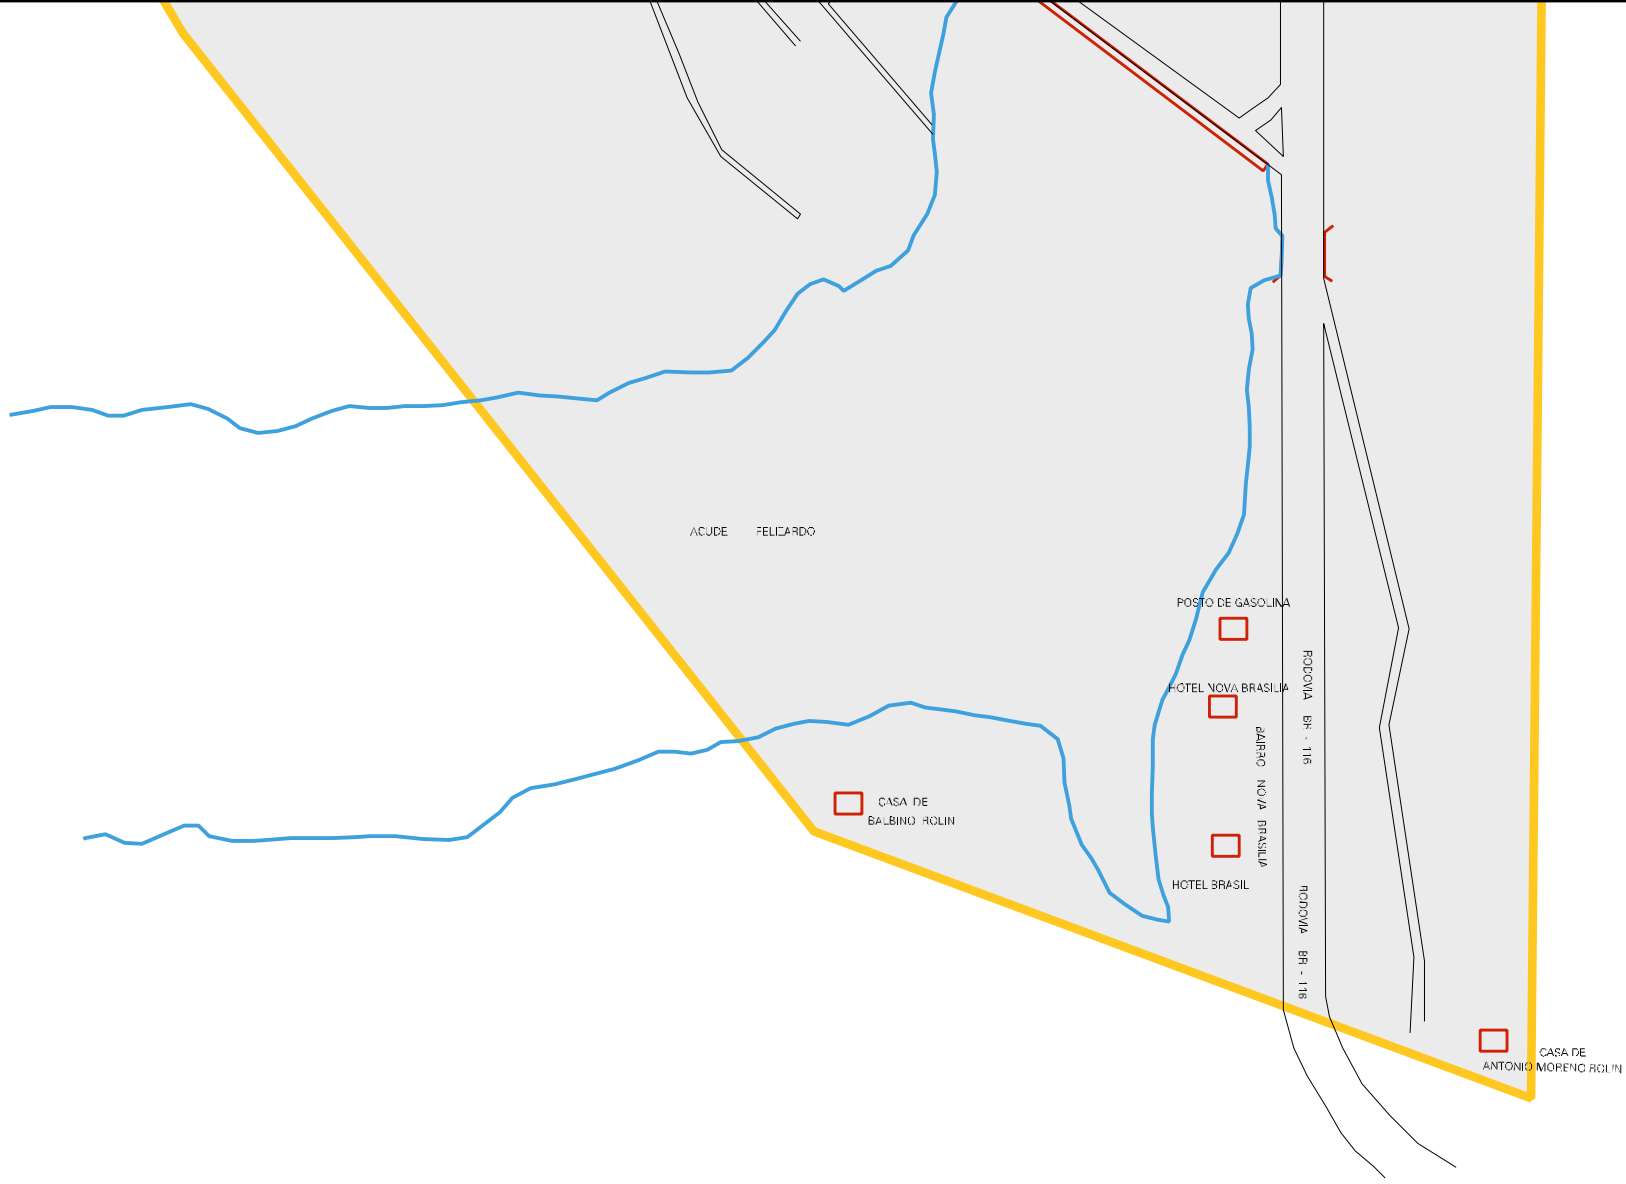 ACUDE FELIZARDO
POSTO DE GASOLINA
HOTEL NOVA BRASILIA
RODOVIA BR - 116
BAIRRO NOVA BRASILIA
CASA DE
BALBINO ROLIN
HOTEL BRASIL
RODOVIA BR - 116
CASA DE
ANTONIO MORENO ROLIN